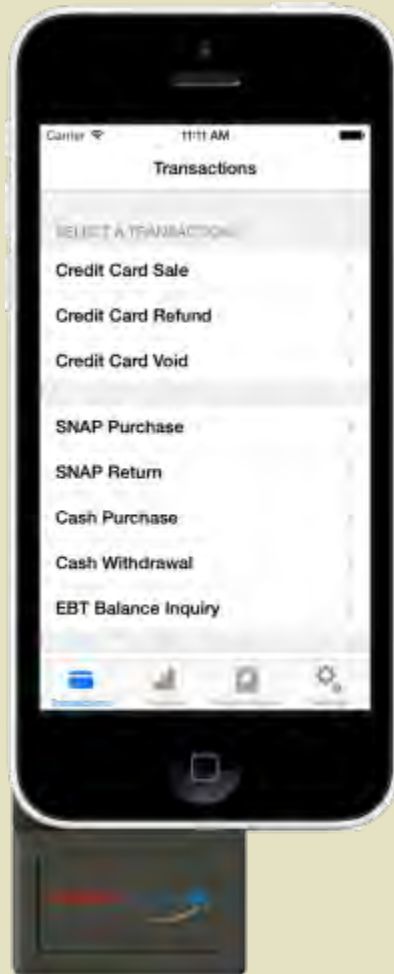 Carrier 11:11 AM
Transactions
SELECT A TRANSACTION
Credit Card Sale
Credit Card Refund
Credit Card Void
SNAP Purchase
SNAP Return
Cash Purchase
Cash Withdrawal
EBT Balance Inquiry
Transactions